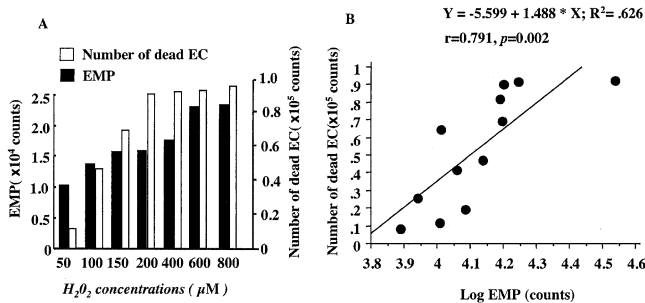 A
Number of dead EC
EMP
EMP( x10⁴ counts)
2.5
2.0
1.5
1.0
0.5
0
50 100 150 200 400 600 800
H₂0₂ concentrations ( μM )
1.0
0.8
0.6
0.4
0.2
0
Number of dead EC( x10⁵ counts)
B
Y = -5.599 + 1.488 * X; R²= .626
r=0.791, p=0.002
Number of dead EC(x10⁵ counts)
1
.9
.8
.7
.6
.5
.4
.3
.2
.1
0
3.8 3.9 4 4.1 4.2 4.3 4.4 4.5 4.6
Log EMP (counts)